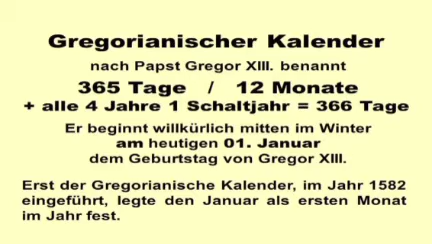 Gregorianischer Kalender
nach Papst Gregor XIII. benannt
365 Tage / 12 Monate
+ alle 4 Jahre 1 Schaltjahr = 366 Tage
Er beginnt willkürlich mitten im Winter
am heutigen 01. Januar
dem Geburtstag von Gregor XIII.
Erst der Gregorianische Kalender, im Jahr 1582
eingeführt, legte den Januar als ersten Monat
im Jahr fest.